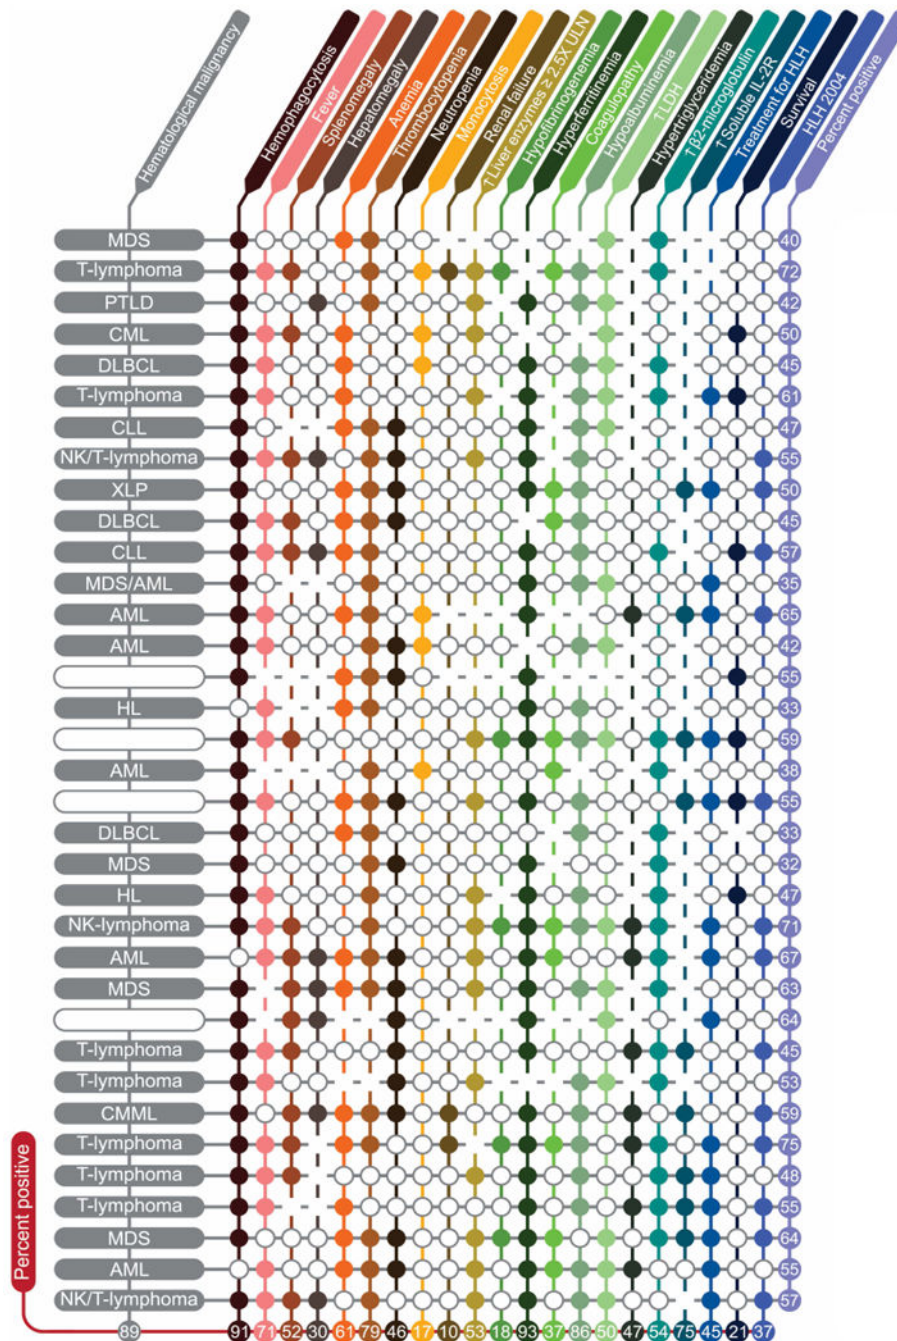 Hematological malignancy
Hemophagocytosis
Fever
Splenomegaly
Hepatomegaly
Anemia
Thrombocytopenia
Neutropenia
Monocytosis
Renal failure
↑Liver enzymes ≥ 2.5X ULN
Hypofibrinogenemia
Hyperferritinemia
Coagulopathy
Hypoalbuminemia
↑LDH
Hypertriglyceridemia
↑β2-microglobulin
↑Soluble IL-2R
Treatment for HLH
Survival
HLH 2004
Percent positive
MDS 40
T-lymphoma 72
PTLD 42
CML 50
DLBCL 45
T-lymphoma 61
CLL 47
NK/T-lymphoma 55
XLP 50
DLBCL 45
CLL 57
MDS/AML 35
AML 65
AML 42
55
HL 33
59
AML 38
55
DLBCL 33
MDS 32
HL 47
NK-lymphoma 71
AML 67
MDS 63
64
T-lymphoma 45
T-lymphoma 53
CMML 59
T-lymphoma 75
T-lymphoma 48
T-lymphoma 55
MDS 64
AML 55
NK/T-lymphoma 57
Percent positive
89 91 71 52 30 61 79 46 17 10 53 18 93 37 86 50 47 54 75 45 21 37